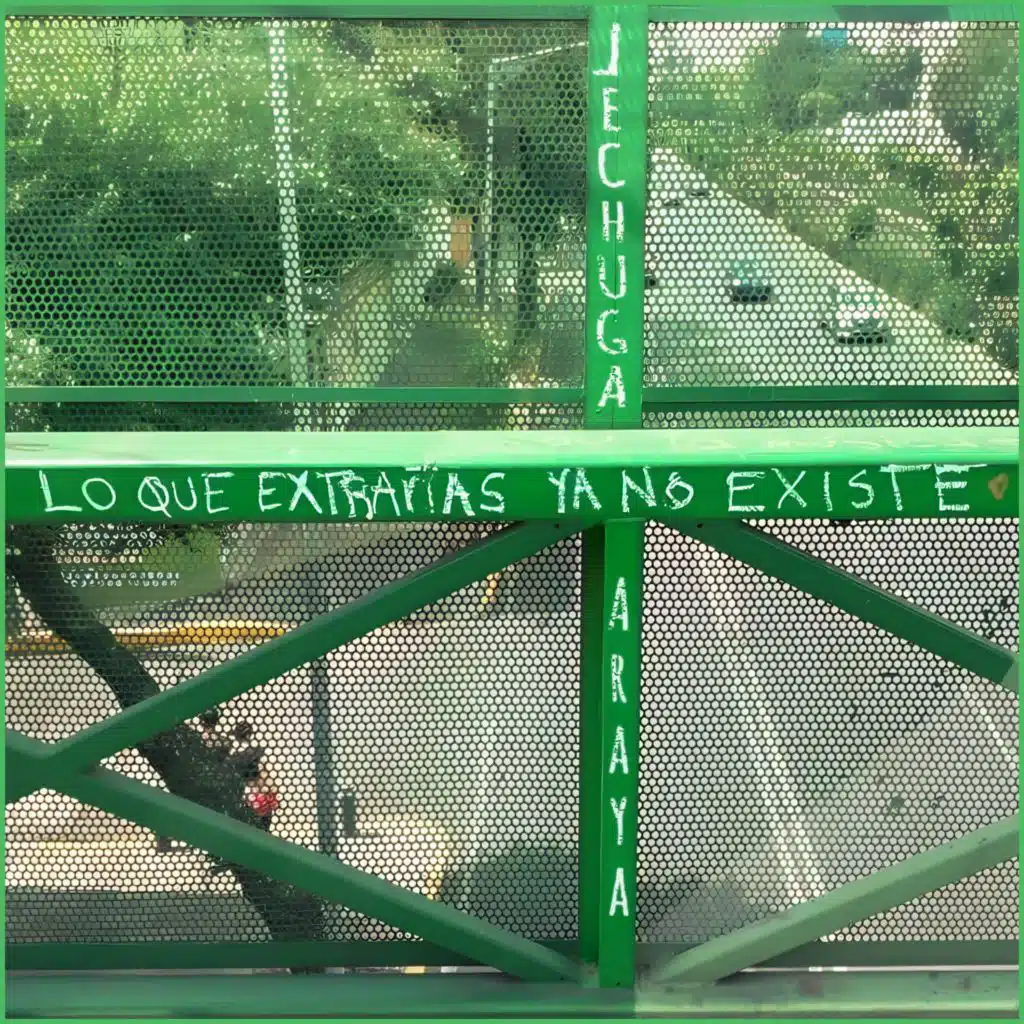 LECHUGA
LO QUE EXTRAÑAS YA NO EXISTE
ARAYA